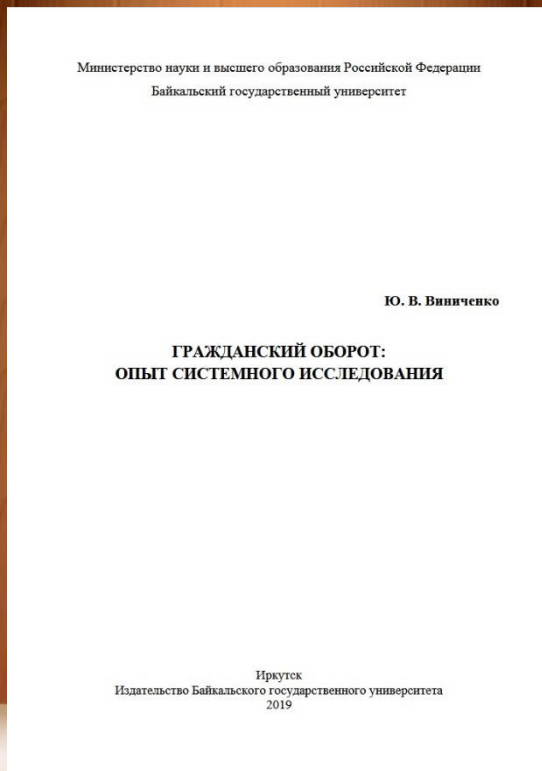 Министерство науки и высшего образования Российской Федерации
Байкальский государственный университет
Ю. В. Виниченко
ГРАЖДАНСКИЙ ОБОРОТ:
ОПЫТ СИСТЕМНОГО ИССЛЕДОВАНИЯ
Иркутск
Издательство Байкальского государственного университета
2019